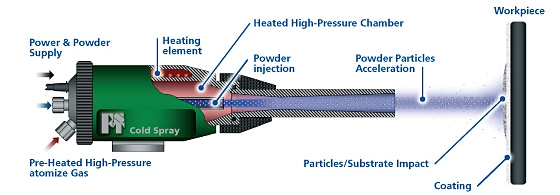 Workpiece
Heated High-Pressure Chamber
Power & Powder
Supply
Heating
element
Powder
injection
Powder Particles
Acceleration
Cold Spray
Pre-Heated High-Pressure
atomize Gas
Particles/Substrate Impact
Coating